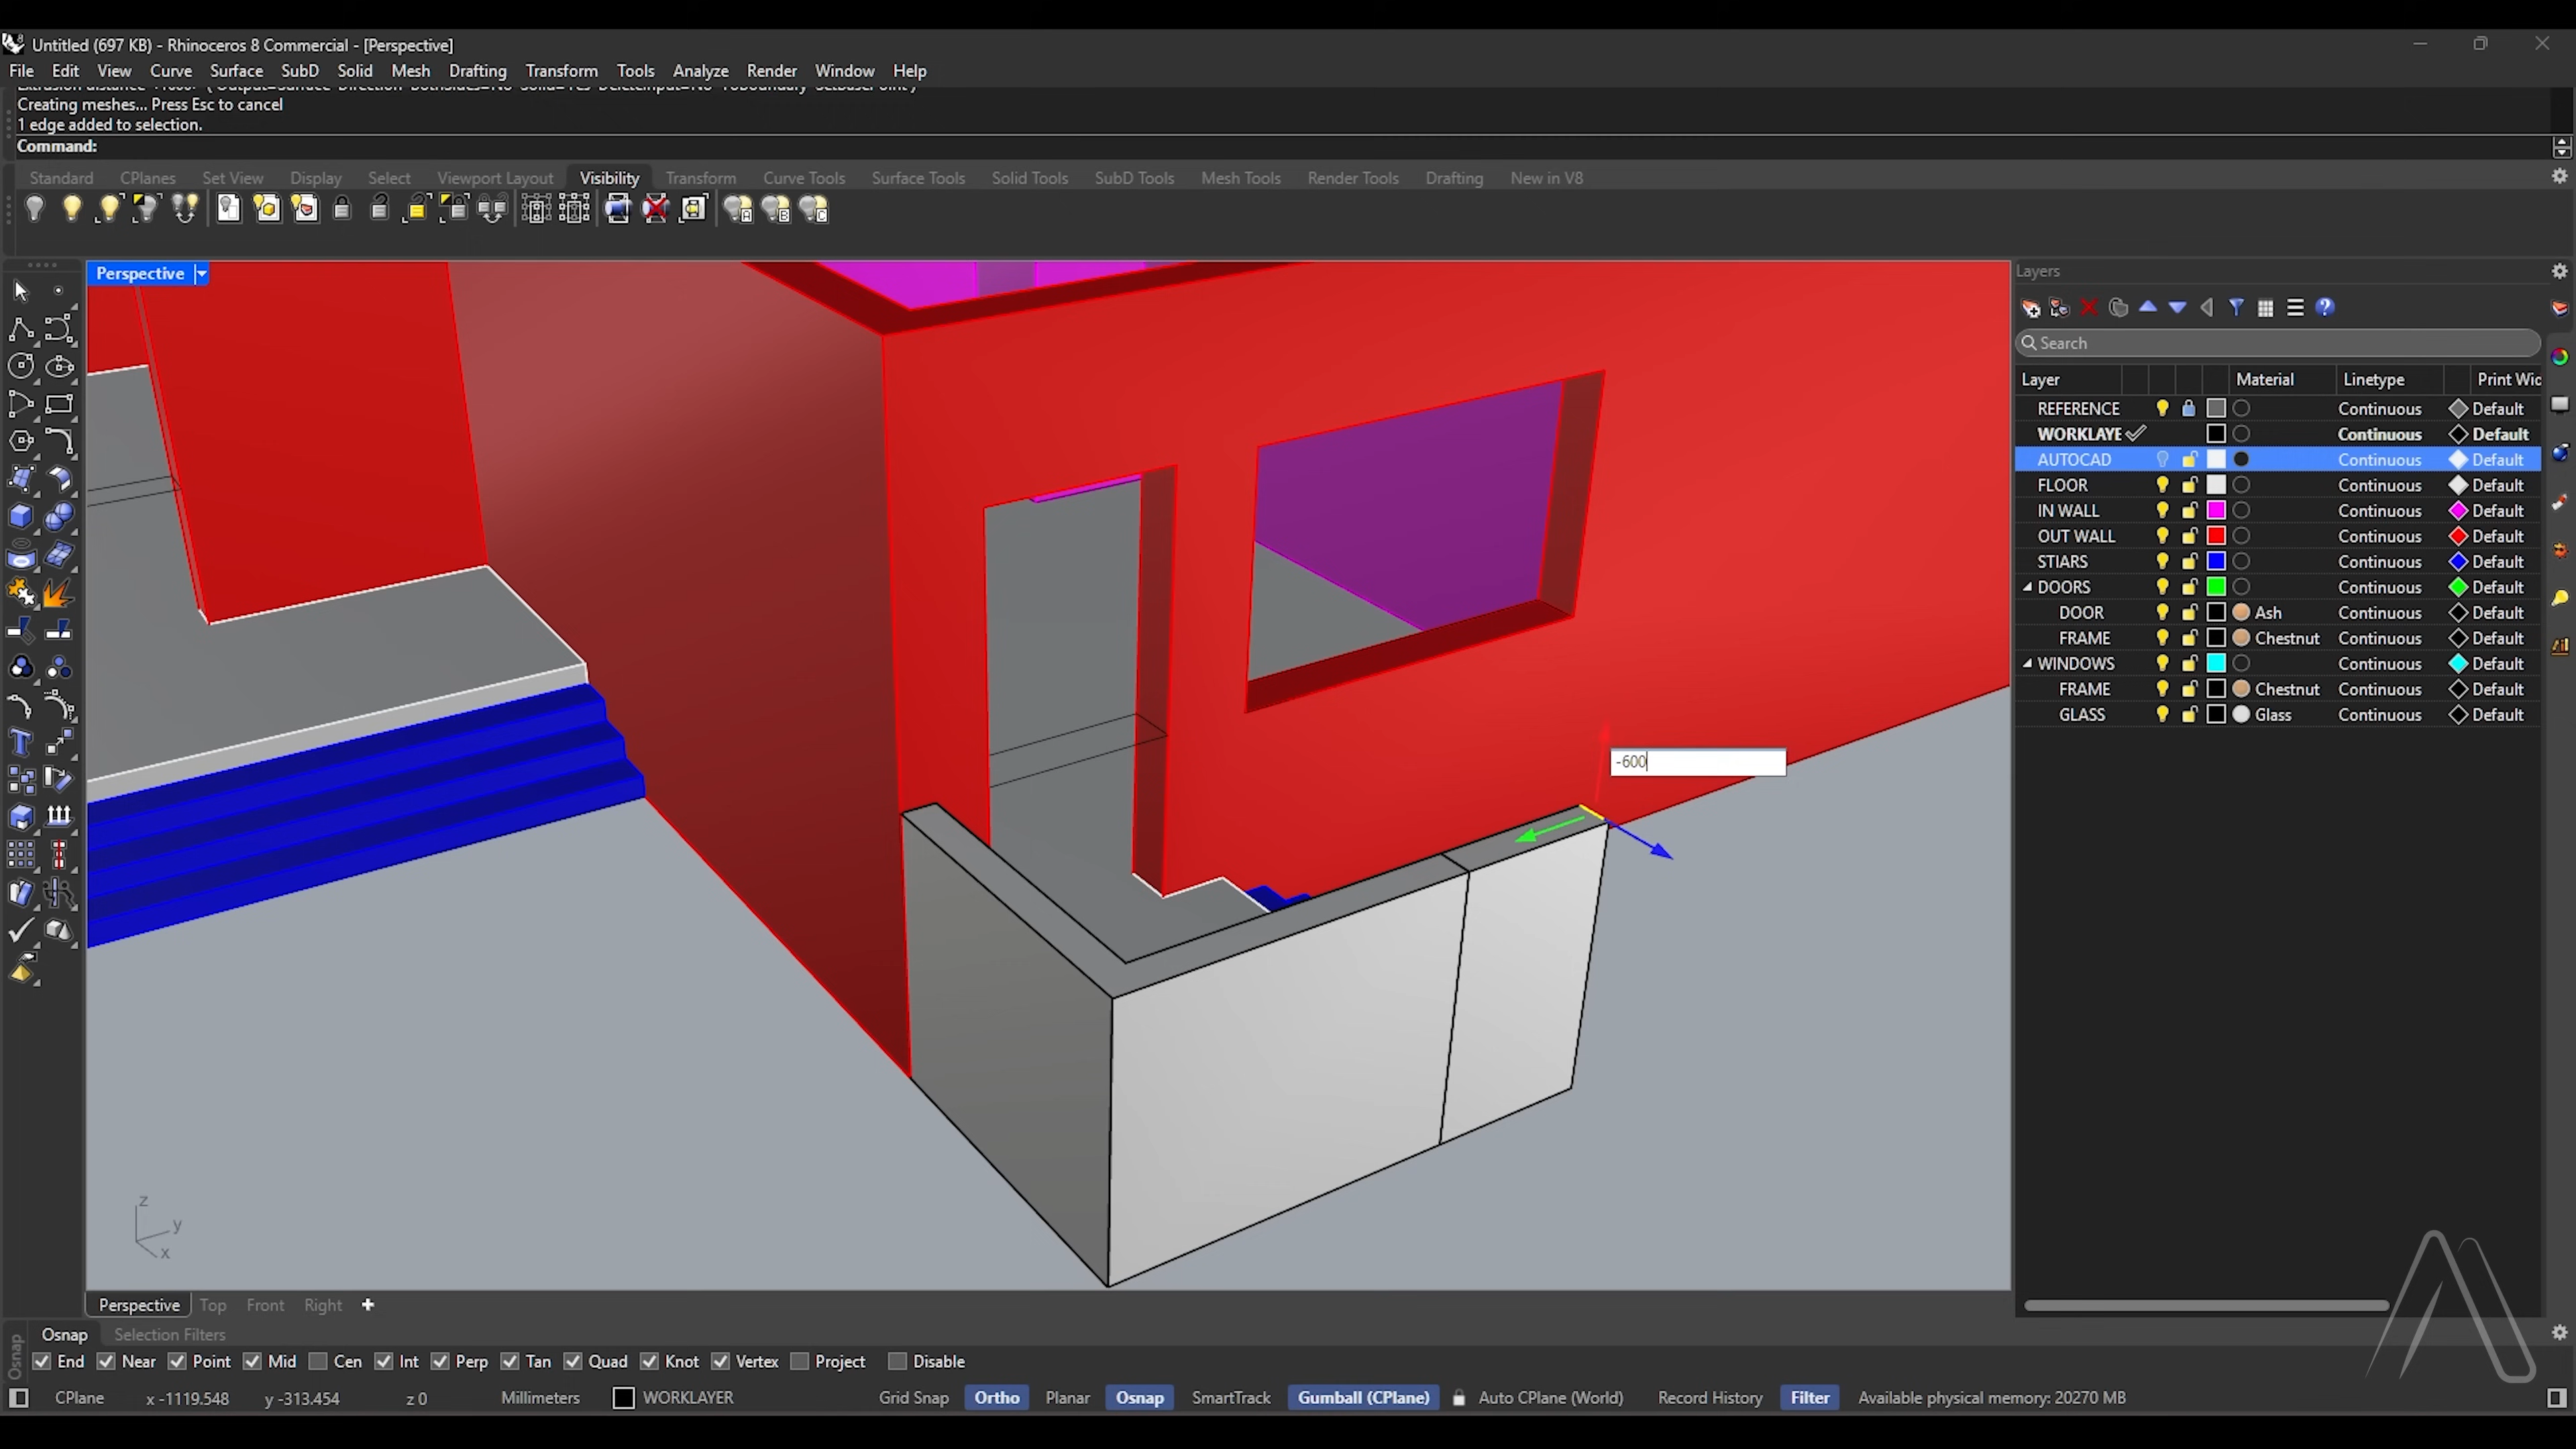 Untitled (697 KB) - Rhinoceros 8 Commercial - [Perspective]
File Edit View Curve Surface SubD Solid Mesh Drafting Transform Tools Analyze Render Window Help
Creating meshes... Press Esc to cancel
1 edge added to selection.
Command:
Standard CPlanes Set View Display Select Viewport Layout Visibility Transform Curve Tools Surface Tools Solid Tools SubD Tools Mesh Tools Render Tools Drafting New in V8
A B C
Perspective
Layers
Search
Layer Material Linetype Print Wic
REFERENCE Continuous Default
WORKLAYE Continuous Default
AUTOCAD Continuous Default
FLOOR Continuous Default
IN WALL Continuous Default
OUT WALL Continuous Default
STIARS Continuous Default
DOORS Continuous Default
DOOR Ash Continuous Default
FRAME Chestnut Continuous Default
WINDOWS Continuous Default
FRAME Chestnut Continuous Default
GLASS Glass Continuous Default
-600
z
y
x
Perspective Top Front Right
Osnap Selection Filters
Osnap
End Near Point Mid Cen Int Perp Tan Quad Knot Vertex Project Disable
CPlane x -1119.548 y -313.454 z 0 Millimeters WORKLAYER Grid Snap Ortho Planar Osnap SmartTrack Gumball (CPlane) Auto CPlane (World) Record History Filter Available physical memory: 20270 MB